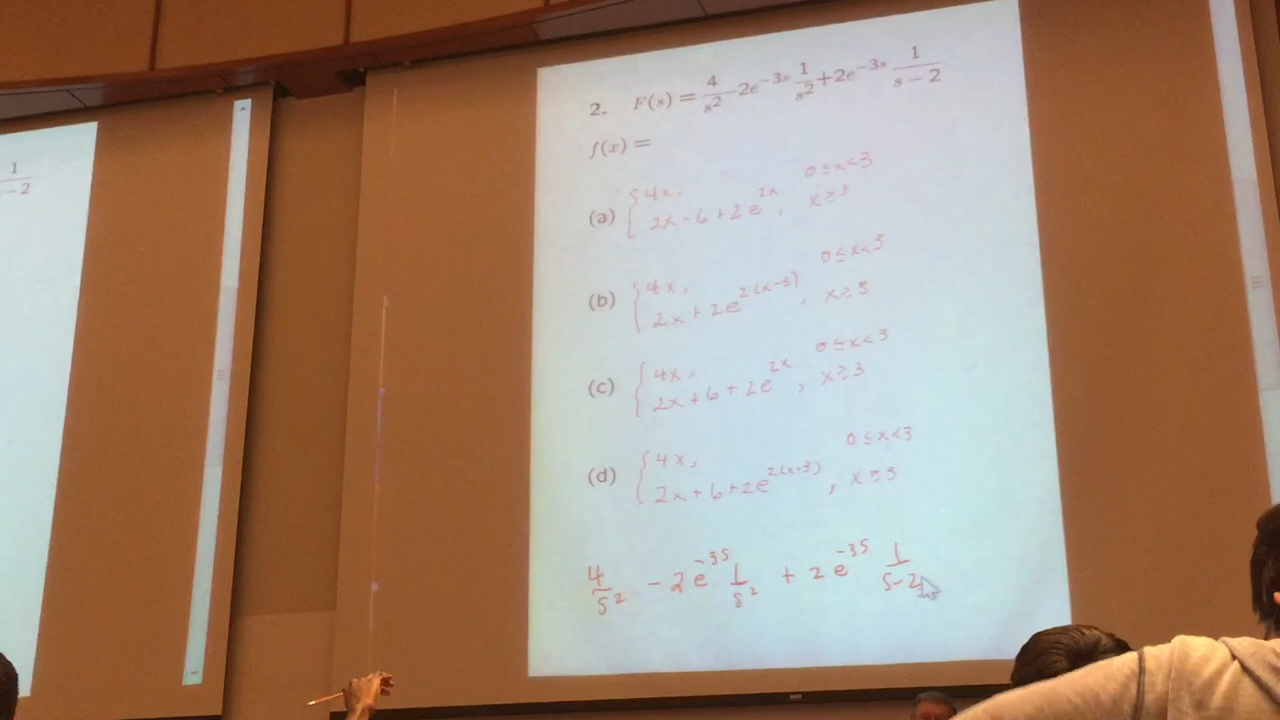 1
-2
2. F(s) = 4/s² - 2e^{-3s} 1/s² + 2e^{-3s} 1/(s - 2)
f(x) =
(a) { 4x, 0 ≤ x < 3
2x - 6 + 2e^{2x}, x ≥ 3
(b) { 4x, 0 ≤ x < 3
2x + 2e^{2(x-3)}, x ≥ 3
(c) { 4x, 0 ≤ x < 3
2x + 6 + 2e^{2x}, x ≥ 3
(d) { 4x, 0 ≤ x < 3
2x + 6 + 2e^{2(x-3)}, x ≥ 3
4/s² - 2e^{-3s} 1/s² + 2e^{-3s} 1/(s-2)